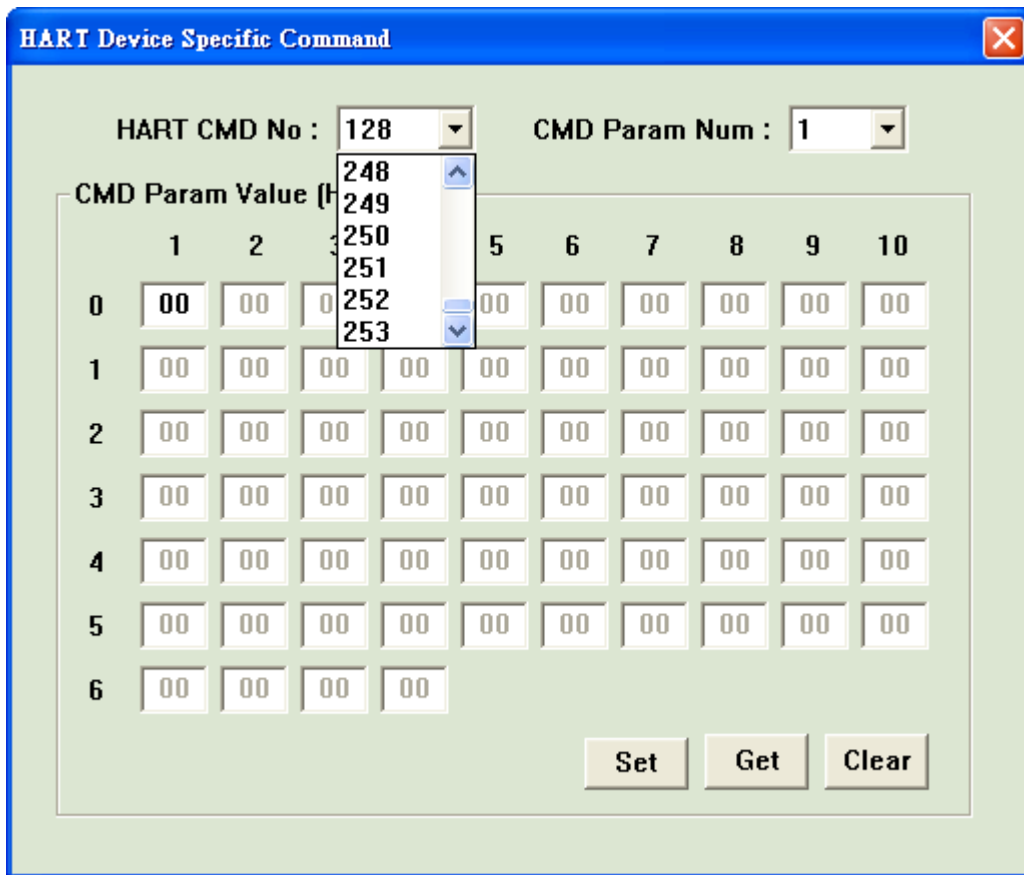 HART Device Specific Command
HART CMD No : 128 CMD Param Num : 1
248
249
250
251
252
253
CMD Param Value (H
1 2 5 6 7 8 9 10
0 00 00 00 00 00 00 00 00
1 00 00 00 00 00 00 00 00 00 00
2 00 00 00 00 00 00 00 00 00 00
3 00 00 00 00 00 00 00 00 00 00
4 00 00 00 00 00 00 00 00 00 00
5 00 00 00 00 00 00 00 00 00 00
6 00 00 00 00
Set Get Clear